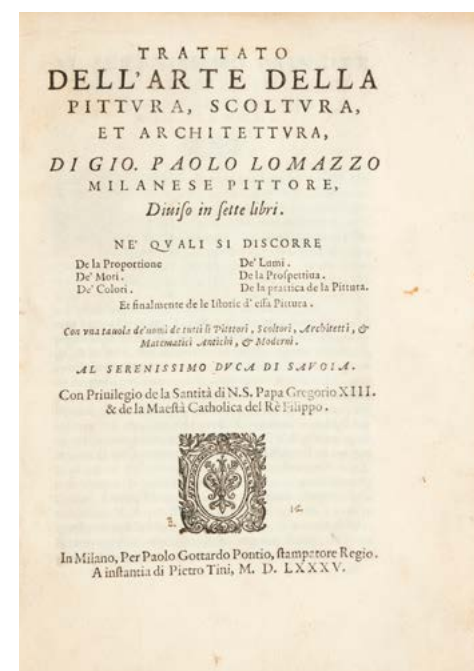 TRATTATO
DELL'ARTE DELLA
PITTVRA, SCOLTVRA,
ET ARCHITETTVRA,
DI GIO. PAOLO LOMAZZO
MILANESE PITTORE,
Diuiſo in ſette libri.
NE' QVALI SI DISCORRE
De la Proportione
De' Moti.
De' Colori.
De' Lumi.
De la Proſpettiua.
De la prattica de la Pittura.
Et finalmente de le Iſtorie d' eſſa Pittura.
Con vna tauola de' nomi de tutti li Pittori, Scoltori, Architetti, &
Matematici Antichi, & Moderni.
AL SERENISSIMO DVCA DI SAVOIA.
Con Priuilegio de la Santità di N.S. Papa Gregorio XIII.
& de la Maeſtà Catholica del Rè Filippo.
In Milano, Per Paolo Gottardo Pontio, ſtampatore Regio.
A inſtantia di Pietro Tini, M. D. LXXXV.